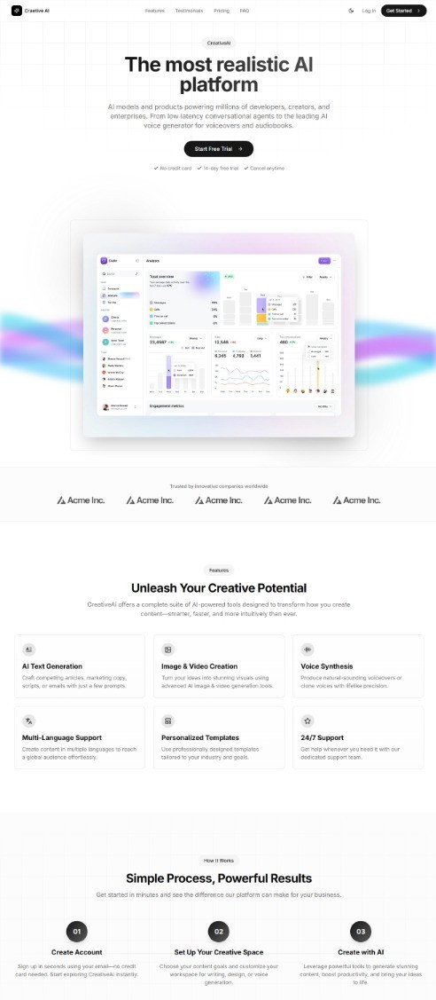 Creative AI
Features
Testimonials
Pricing
FAQ
Log in
Get Started
CreativeAI
The most realistic AI
platform
AI models and products powering millions of developers, creators, and
enterprises. From low-latency conversational agents to the leading AI
voice generator for voiceovers and audiobooks.
Start Free Trial
No credit card
14-day free trial
Cancel anytime
Analysis
Total overview
23,4567
12,546
6,345
4,793
1,441
460
Engagement metrics
Trusted by innovative companies worldwide
Acme Inc.
Acme Inc.
Acme Inc.
Acme Inc.
Acme Inc.
Features
Unleash Your Creative Potential
CreativeAI offers a complete suite of AI-powered tools designed to transform how you create
content—smarter, faster, and more intuitively than ever.
AI Text Generation
Craft compelling articles, marketing copy,
scripts, or emails with just a few prompts.
Image & Video Creation
Turn your ideas into stunning visuals using
advanced AI image & video generation tools.
Voice Synthesis
Produce natural-sounding voiceovers or
clone voices with lifelike precision.
Multi-Language Support
Create content in multiple languages to reach
a global audience effortlessly.
Personalized Templates
Use professionally designed templates
tailored to your industry and goals.
24/7 Support
Get help whenever you need it with our
dedicated support team.
How It Works
Simple Process, Powerful Results
Get started in minutes and see the difference our platform can make for your business.
01
Create Account
Sign up in seconds using your email—no credit
card needed. Start exploring CreativeAI instantly.
02
Set Up Your Creative Space
Choose your content goals and customize your
workspace for writing, design, or voice
generation.
03
Create with AI
Leverage powerful tools to generate stunning
content, boost productivity, and bring your ideas
to life.